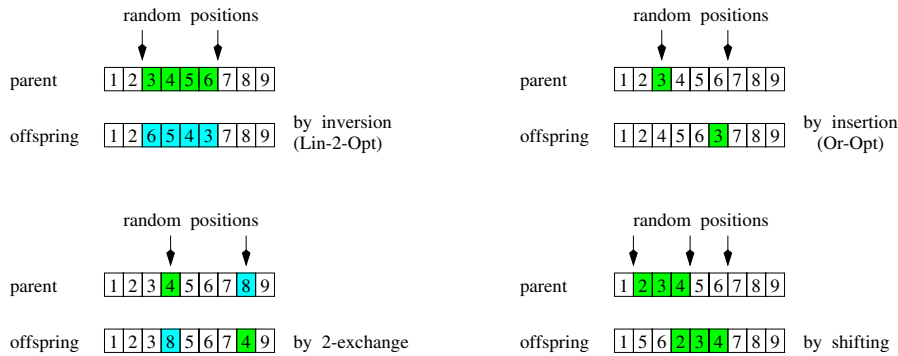 random positions
parent 1 2 3 4 5 6 7 8 9
offspring 1 2 6 5 4 3 7 8 9
by inversion
(Lin-2-Opt)
random positions
parent 1 2 3 4 5 6 7 8 9
offspring 1 2 4 5 6 3 7 8 9
by insertion
(Or-Opt)
random positions
parent 1 2 3 4 5 6 7 8 9
offspring 1 2 3 8 5 6 7 4 9
by 2-exchange
random positions
parent 1 2 3 4 5 6 7 8 9
offspring 1 5 6 2 3 4 7 8 9
by shifting